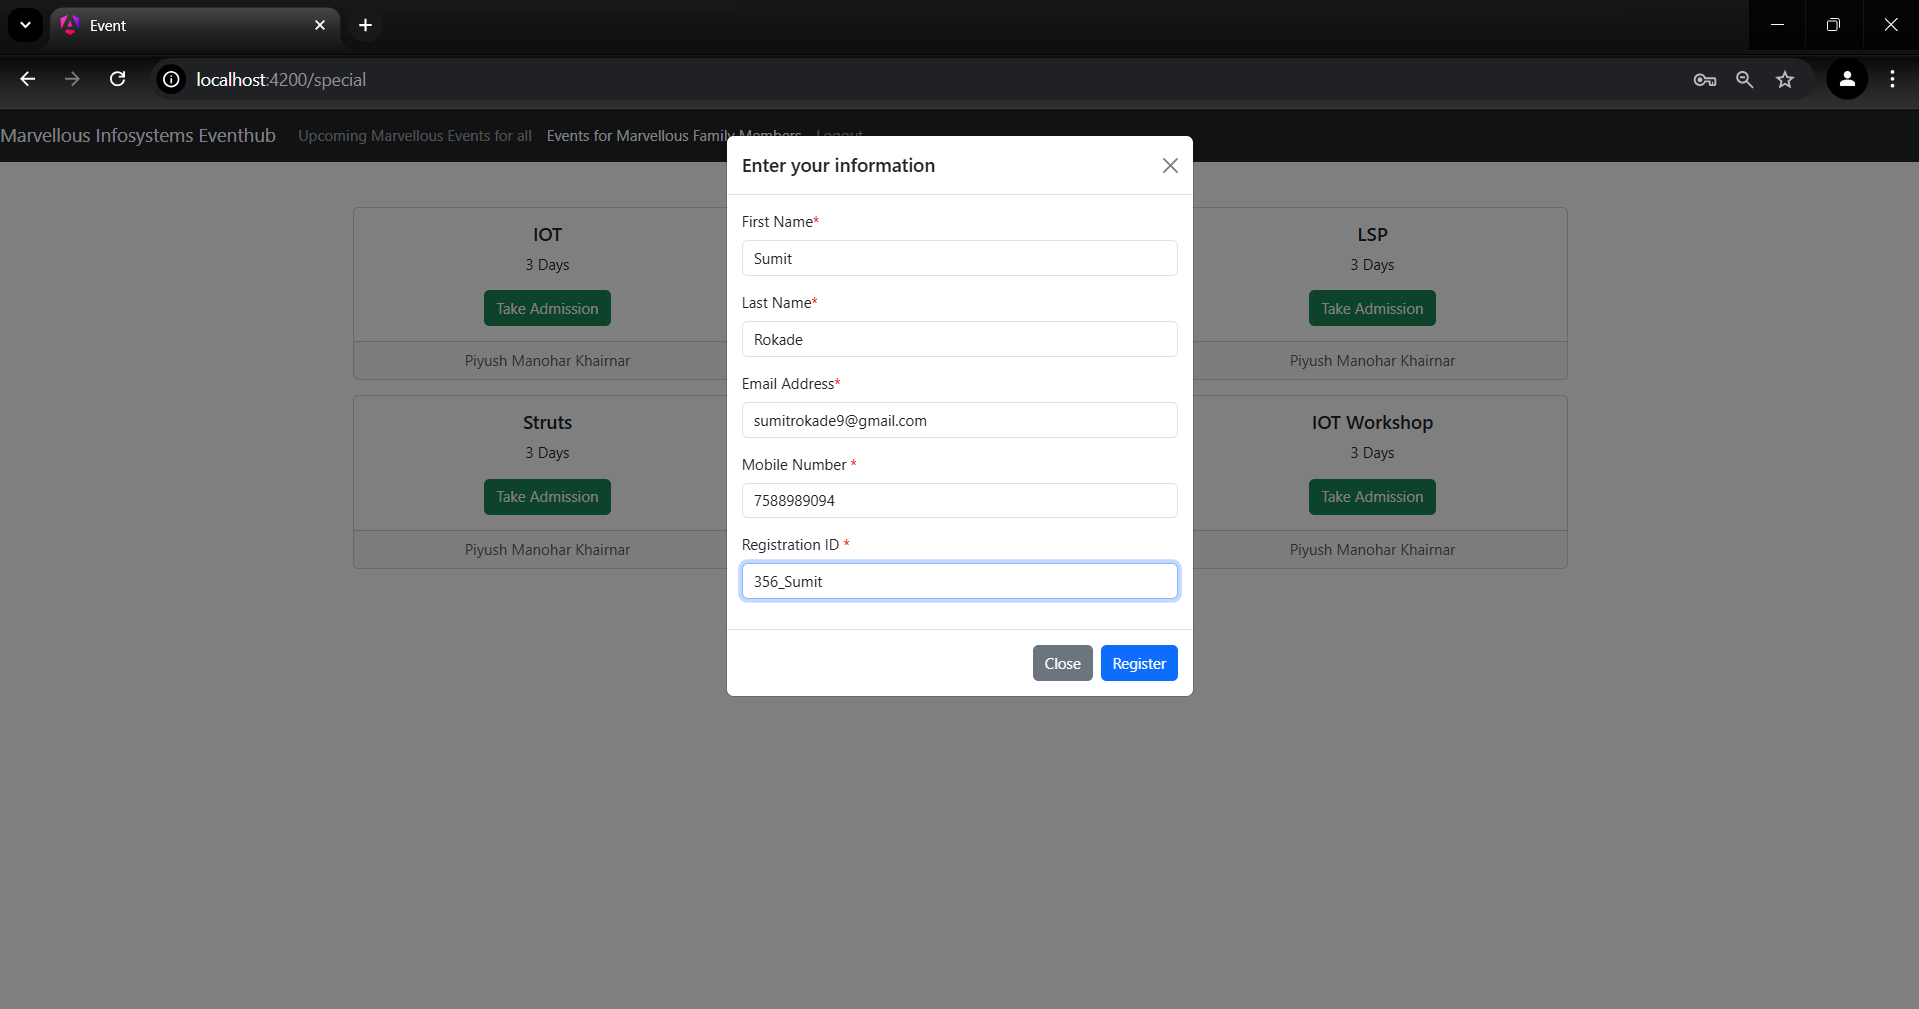 Event
localhost:4200/special
Marvellous Infosystems Eventhub Upcoming Marvellous Events for all Events for Marvellous Family Members Logout
Enter your information
First Name*
Sumit
Last Name*
Rokade
Email Address*
sumitrokade9@gmail.com
Mobile Number *
7588989094
Registration ID *
356_Sumit
Close Register
IOT
3 Days
Take Admission
Piyush Manohar Khairnar
LSP
3 Days
Take Admission
Piyush Manohar Khairnar
Struts
3 Days
Take Admission
Piyush Manohar Khairnar
IOT Workshop
3 Days
Take Admission
Piyush Manohar Khairnar